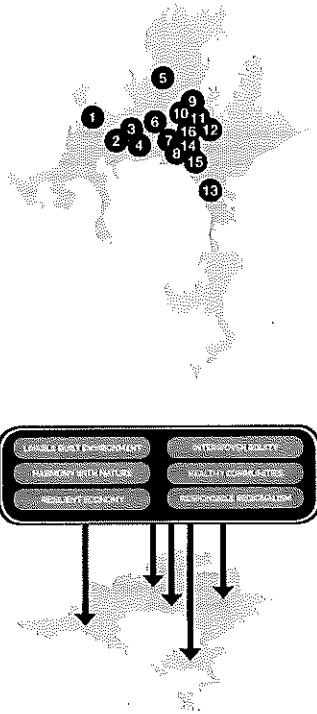 5
9
1
10
11
6
3
16
12
2
4
7
14
8
15
13
LIVABLE BUILT ENVIRONMENT
INTERWOVEN EQUITY
HARMONY WITH NATURE
HEALTHY COMMUNITIES
RESILIENT ECONOMY
RESPONSIBLE REGIONALISM